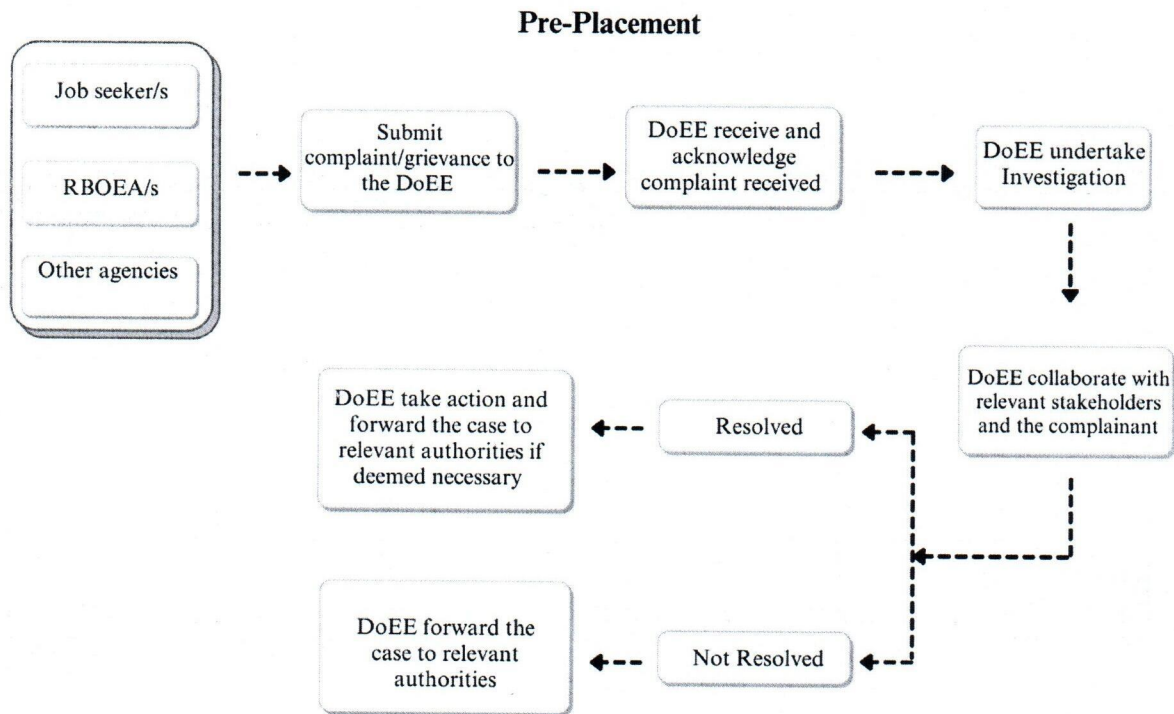 Pre-Placement
Job seeker/s
RBOEA/s
Other agencies
Submit
complaint/grievance to
the DoEE
DoEE receive and
acknowledge
complaint received
DoEE undertake
Investigation
DoEE collaborate with
relevant stakeholders
and the complainant
Resolved
DoEE take action and
forward the case to
relevant authorities if
deemed necessary
Not Resolved
DoEE forward the
case to relevant
authorities